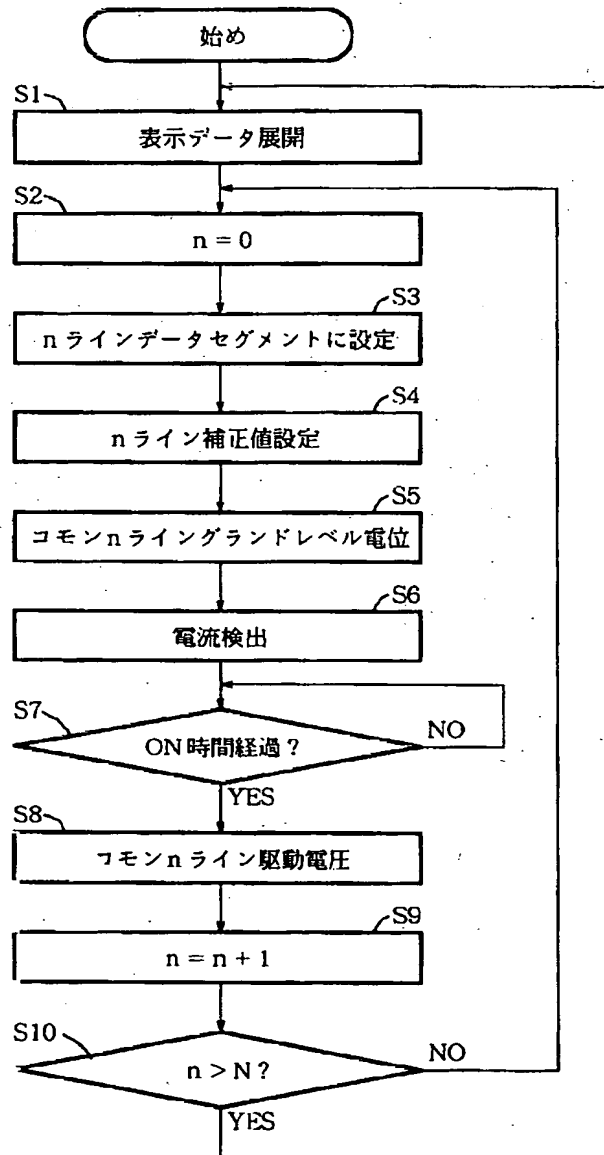 始め
S1
表示データ展開
S2
n = 0
S3
nラインデータセグメントに設定
S4
nライン補正値設定
S5
コモンnライングランドレベル電位
S6
電流検出
S7
ON時間経過?
NO
YES
S8
コモンnライン駆動電圧
S9
n = n + 1
S10
n > N?
NO
YES